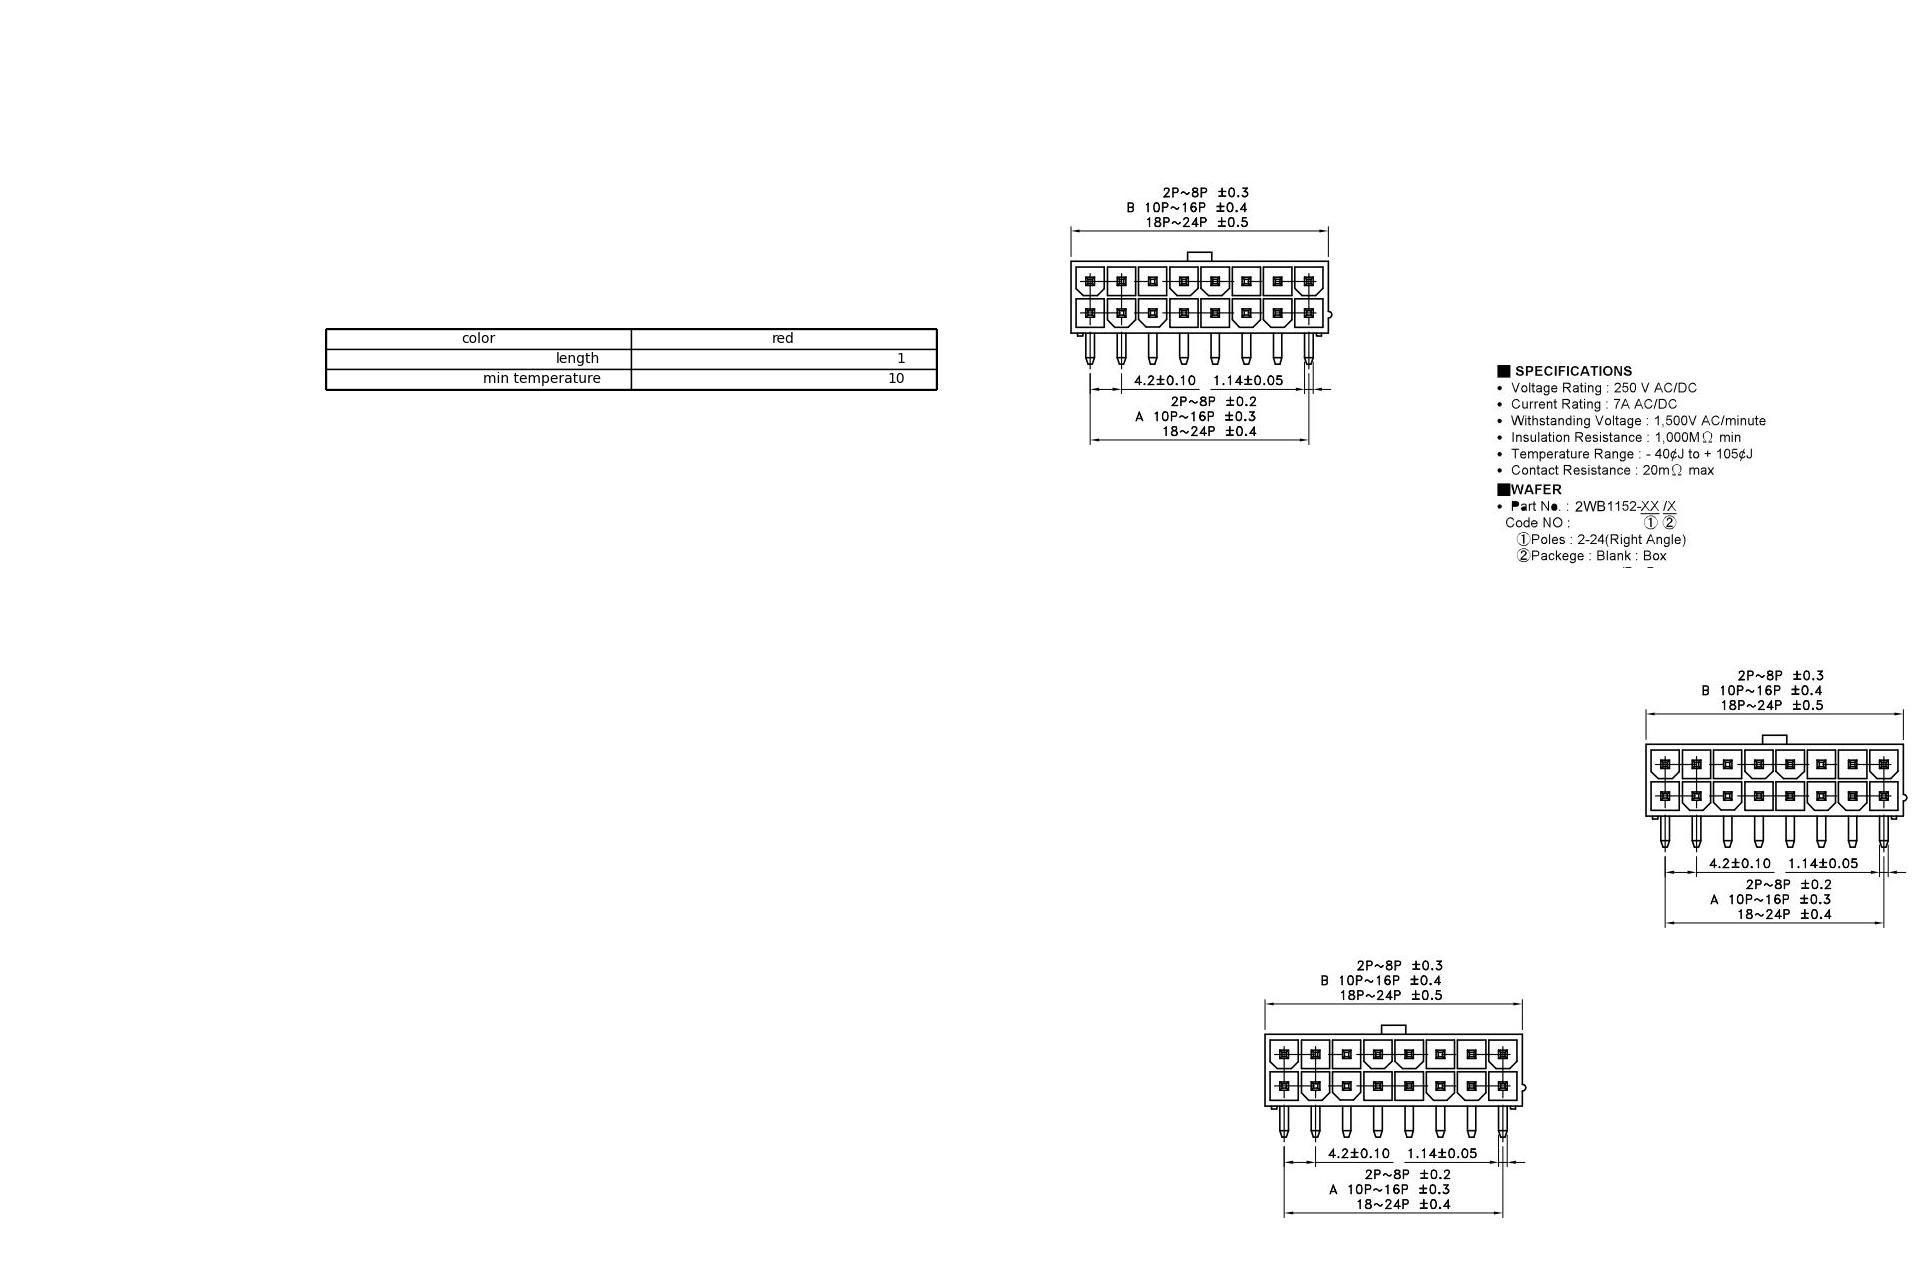 color red
length 1
min temperature 10
2P~8P ±0.3
B 10P~16P ±0.4
18P~24P ±0.5
4.2±0.10 1.14±0.05
2P~8P ±0.2
A 10P~16P ±0.3
18~24P ±0.4
■ SPECIFICATIONS
• Voltage Rating : 250 V AC/DC
• Current Rating : 7A AC/DC
• Withstanding Voltage : 1,500V AC/minute
• Insulation Resistance : 1,000MΩ min
• Temperature Range : - 40¢J to + 105¢J
• Contact Resistance : 20mΩ max
■WAFER
• Part No. : 2WB1152-XX /X
Code NO : ① ②
①Poles : 2-24(Right Angle)
②Packege : Blank : Box
2P~8P ±0.3
B 10P~16P ±0.4
18P~24P ±0.5
4.2±0.10 1.14±0.05
2P~8P ±0.2
A 10P~16P ±0.3
18~24P ±0.4
2P~8P ±0.3
B 10P~16P ±0.4
18P~24P ±0.5
4.2±0.10 1.14±0.05
2P~8P ±0.2
A 10P~16P ±0.3
18~24P ±0.4